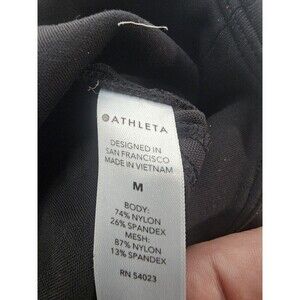 ATHLETA
DESIGNED IN
SAN FRANCISCO
MADE IN VIETNAM
M
BODY:
74% NYLON
26% SPANDEX
MESH:
87% NYLON
13% SPANDEX
RN 54023